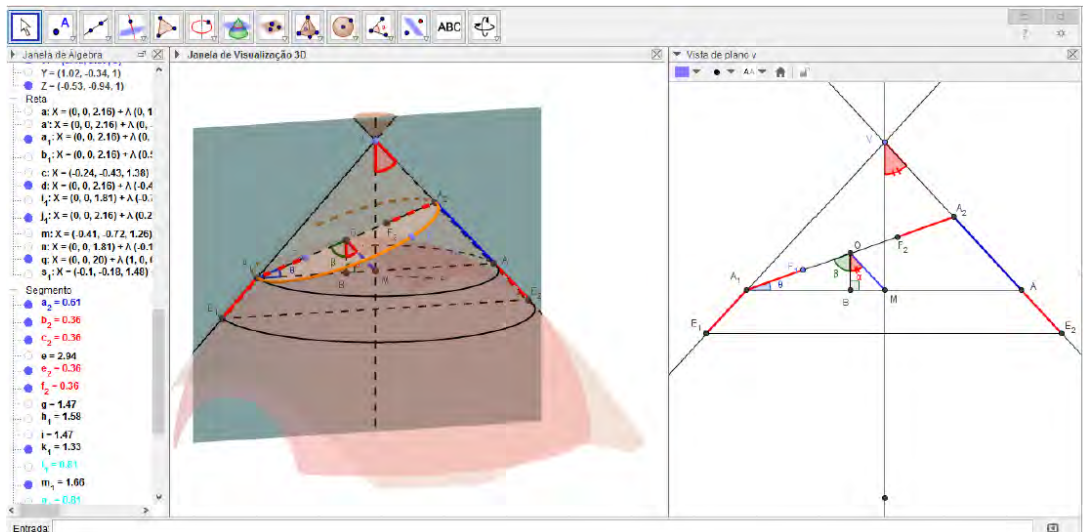 ABC
Janela de Álgebra
Janela de Visualização 3D
Vista de plano v
Y = (1.02, -0.34, 1)
Z = (-0.53, -0.94, 1)
Reta
a: X = (0, 0, 2.16) + λ (0, 1
a': X = (0, 0, 2.16) + λ (0,
a₁: X = (0, 0, 2.16) + λ (0.
b₁: X = (0, 0, 2.16) + λ (0.5
c: X = (-0.24, -0.43, 1.38)
d: X = (0, 0, 2.16) + λ (-0.4
X = (0, 0, 1.81) + λ (-0.
j₁: X = (0, 0, 2.16) + λ (0.2
m: X = (-0.41, -0.72, 1.26)
n: X = (0, 0, 1.81) + λ (-0.1
q: X = (0, 0, 20) + λ (1, 0, 0
s₁: X = (-0.1, -0.18, 1.48)
Segmento
a₂ = 0.61
b₂ = 0.36
c₂ = 0.36
e = 2.94
e₂ = 0.36
f₂ = 0.36
g = 1.47
h₁ = 1.58
i = 1.47
k₁ = 1.33
l₁ = 0.81
m₁ = 1.66
= 0.81
Entrada:
A₂
F₂
O
β
θ
B
M
A
E₁
E₂
V
A₂
O
F₂
F₁
β
α
A₁
θ
B
M
A
E₁
E₂